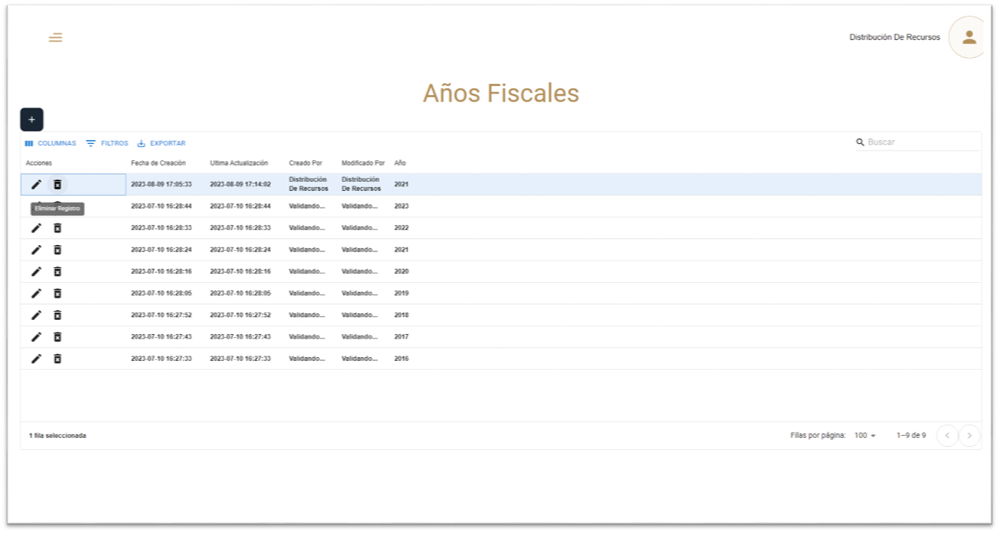 Distribución De Recursos
Años Fiscales
+
COLUMNAS FILTROS EXPORTAR Buscar
Acciones Fecha de Creación Ultima Actualización Creado Por Modificado Por Año
2023-08-09 17:05:33 2023-08-09 17:14:02 Distribución De Recursos Distribución De Recursos 2021
Eliminar Registro 2023-07-10 16:28:44 2023-07-10 16:28:44 Validando... Validando... 2023
2023-07-10 16:28:33 2023-07-10 16:28:33 Validando... Validando... 2022
2023-07-10 16:28:24 2023-07-10 16:28:24 Validando... Validando... 2021
2023-07-10 16:28:16 2023-07-10 16:28:16 Validando... Validando... 2020
2023-07-10 16:28:05 2023-07-10 16:28:05 Validando... Validando... 2019
2023-07-10 16:27:52 2023-07-10 16:27:52 Validando... Validando... 2018
2023-07-10 16:27:43 2023-07-10 16:27:43 Validando... Validando... 2017
2023-07-10 16:27:33 2023-07-10 16:27:33 Validando... Validando... 2016
1 fila seleccionada Filas por página: 100 1–9 de 9